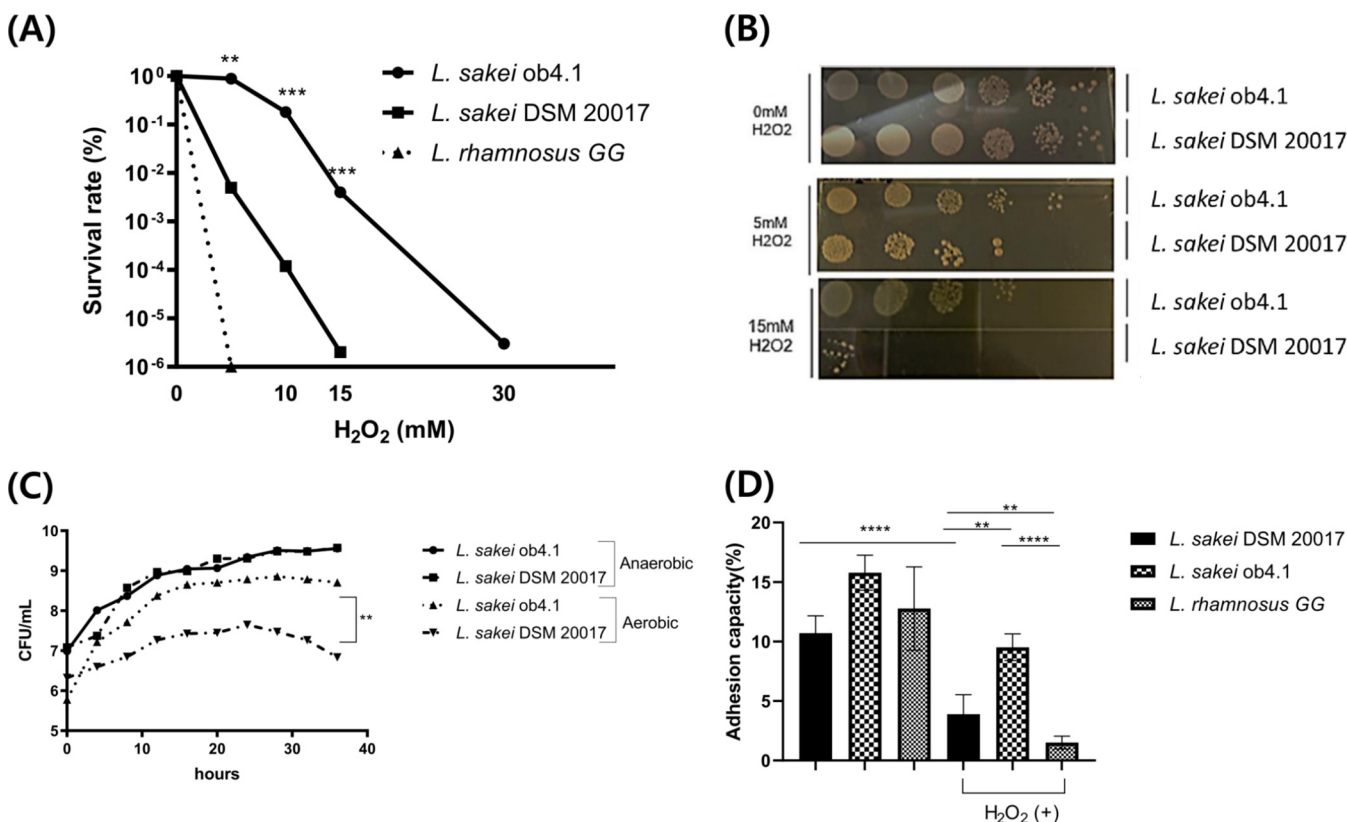 (A)
10⁰
10⁻¹
10⁻²
10⁻³
10⁻⁴
10⁻⁵
10⁻⁶
Survival rate (%)
**
***
***
0
10
15
30
H₂O₂ (mM)
L. sakei ob4.1
L. sakei DSM 20017
L. rhamnosus GG
(B)
0mM
H2O2
L. sakei ob4.1
L. sakei DSM 20017
5mM
H2O2
L. sakei ob4.1
L. sakei DSM 20017
15mM
H2O2
L. sakei ob4.1
L. sakei DSM 20017
(C)
10
9
8
7
6
5
CFU/mL
0
10
20
30
40
hours
**
L. sakei ob4.1
L. sakei DSM 20017
Anaerobic
L. sakei ob4.1
L. sakei DSM 20017
Aerobic
(D)
20
15
10
5
0
Adhesion capacity(%)
****
**
**
****
H₂O₂ (+)
L. sakei DSM 20017
L. sakei ob4.1
L. rhamnosus GG